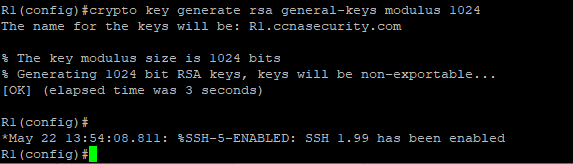 R1(config)#crypto key generate rsa general-keys modulus 1024
The name for the keys will be: R1.ccnasecurity.com
% The key modulus size is 1024 bits
% Generating 1024 bit RSA keys, keys will be non-exportable...
[OK] (elapsed time was 3 seconds)
R1(config)#
*May 22 13:54:08.811: %SSH-5-ENABLED: SSH 1.99 has been enabled
R1(config)#